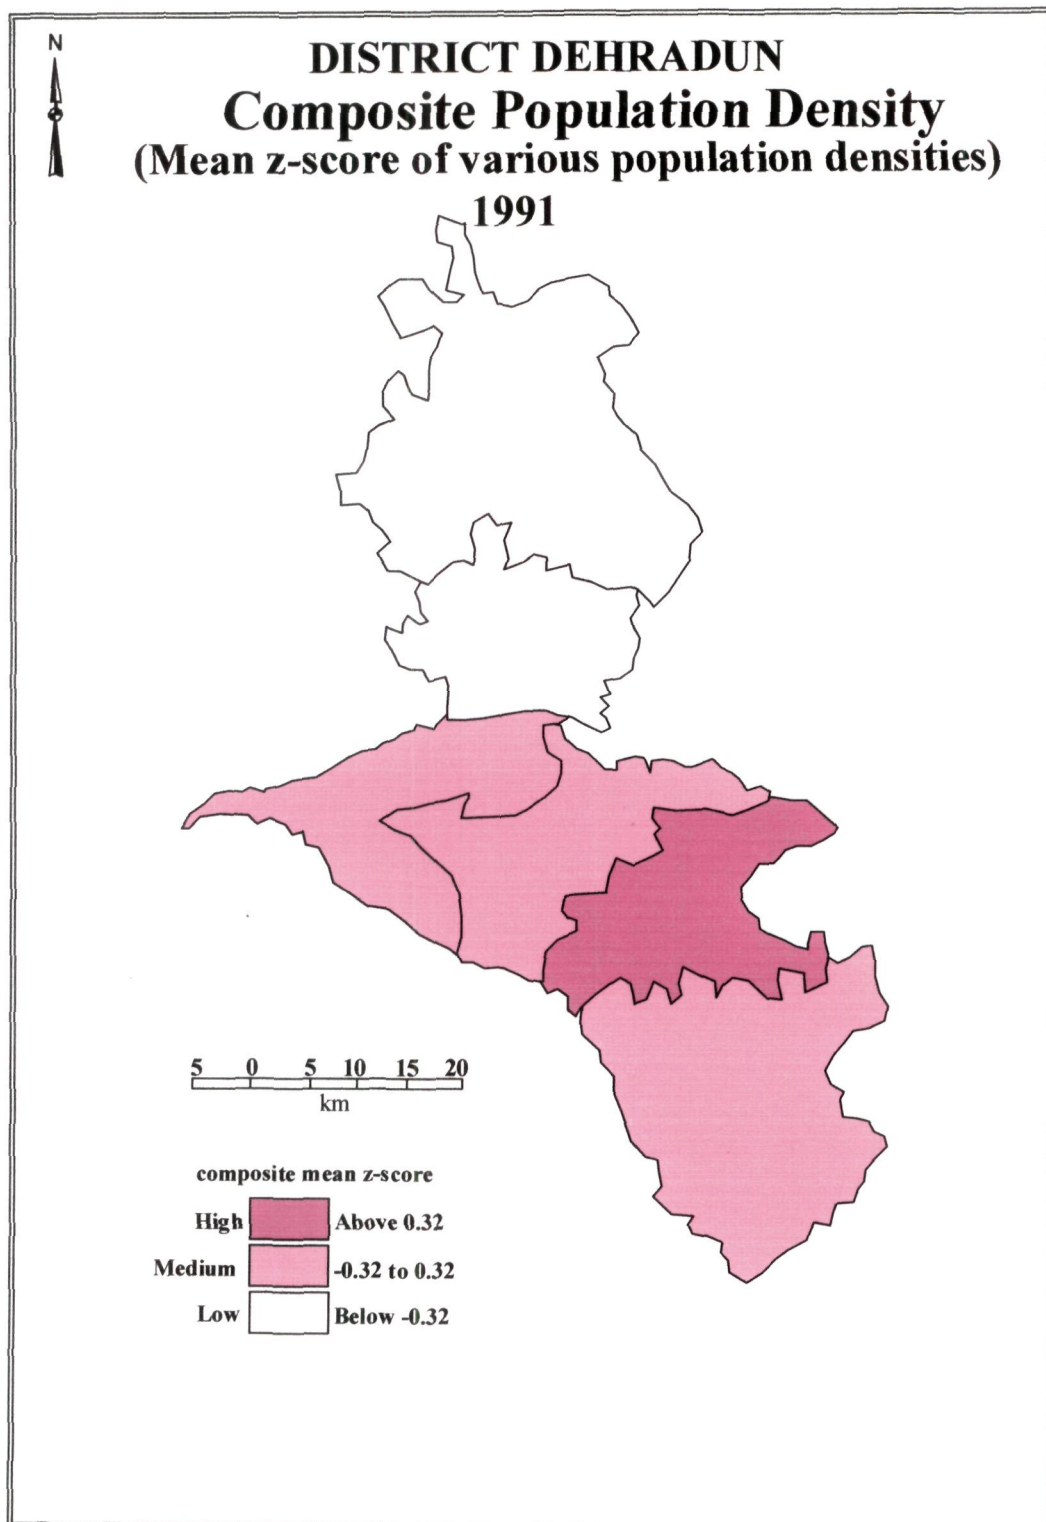 N
DISTRICT DEHRADUN
Composite Population Density
(Mean z-score of various population densities)
1991
5 0 5 10 15 20
km
composite mean z-score
High Above 0.32
Medium -0.32 to 0.32
Low Below -0.32